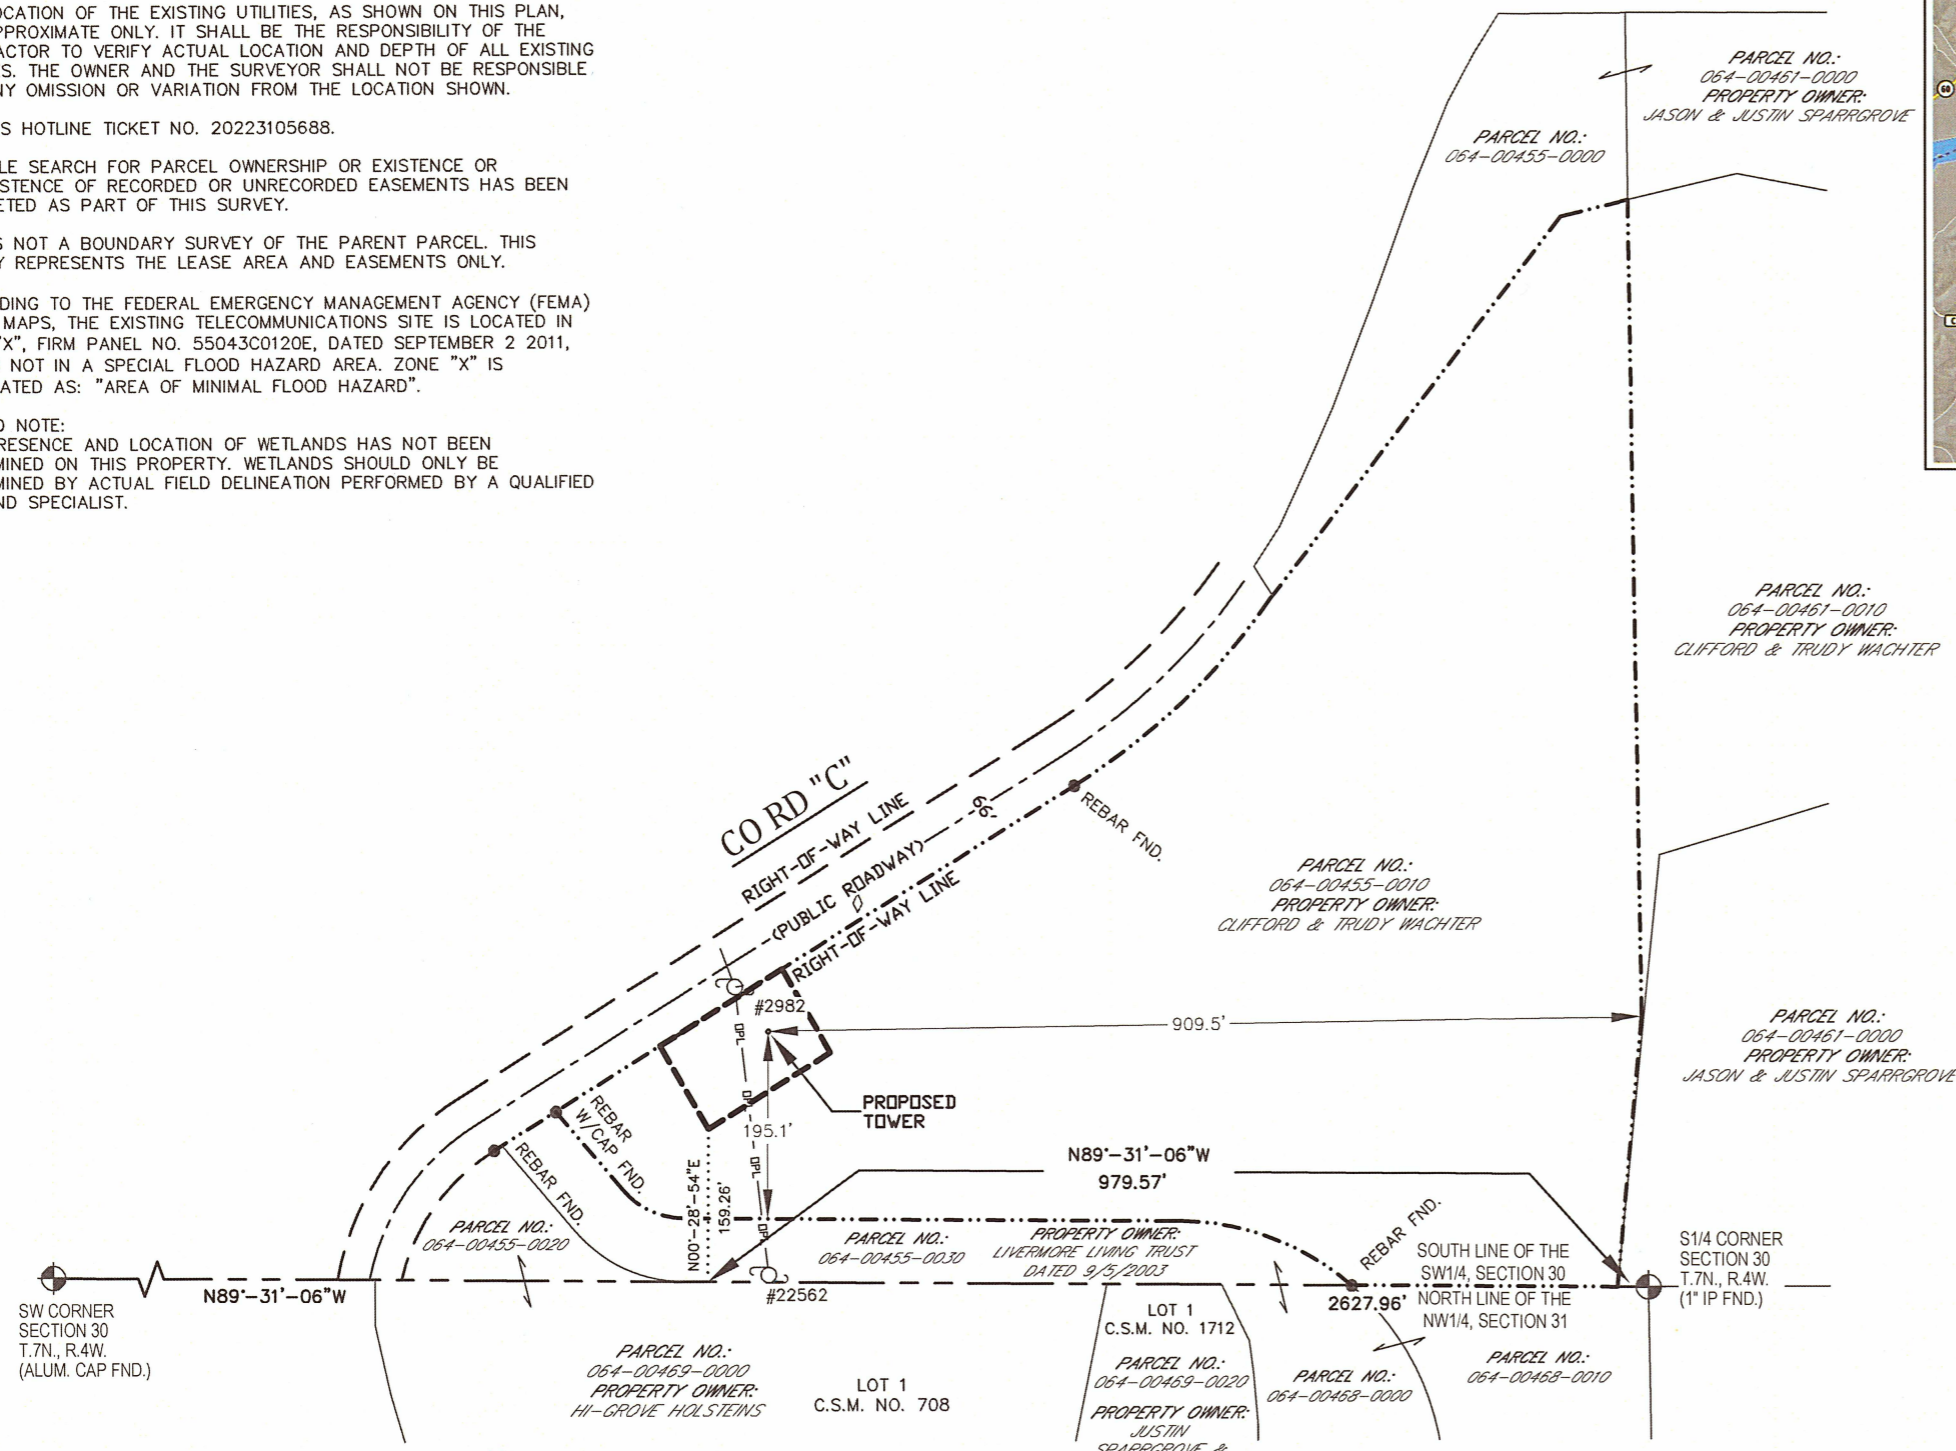 OCATION OF THE EXISTING UTILITIES, AS SHOWN ON THIS PLAN,
PPROXIMATE ONLY. IT SHALL BE THE RESPONSIBILITY OF THE
ACTOR TO VERIFY ACTUAL LOCATION AND DEPTH OF ALL EXISTING
S. THE OWNER AND THE SURVEYOR SHALL NOT BE RESPONSIBLE
NY OMISSION OR VARIATION FROM THE LOCATION SHOWN.
S HOTLINE TICKET NO. 20223105688.
LE SEARCH FOR PARCEL OWNERSHIP OR EXISTENCE OR
STENCE OF RECORDED OR UNRECORDED EASEMENTS HAS BEEN
ETED AS PART OF THIS SURVEY.
S NOT A BOUNDARY SURVEY OF THE PARENT PARCEL. THIS
Y REPRESENTS THE LEASE AREA AND EASEMENTS ONLY.
DING TO THE FEDERAL EMERGENCY MANAGEMENT AGENCY (FEMA)
MAPS, THE EXISTING TELECOMMUNICATIONS SITE IS LOCATED IN
"X", FIRM PANEL NO. 55043C0120E, DATED SEPTEMBER 2 2011,
NOT IN A SPECIAL FLOOD HAZARD AREA. ZONE "X" IS
ATED AS: "AREA OF MINIMAL FLOOD HAZARD".
D NOTE:
RESENCE AND LOCATION OF WETLANDS HAS NOT BEEN
MINED ON THIS PROPERTY. WETLANDS SHOULD ONLY BE
MINED BY ACTUAL FIELD DELINEATION PERFORMED BY A QUALIFIED
ND SPECIALIST.
PARCEL NO.:
064-00461-0000
PROPERTY OWNER:
JASON & JUSTIN SPARRGROVE
60
PARCEL NO.:
064-00455-0000
PARCEL NO.:
064-00461-0010
PROPERTY OWNER:
CLIFFORD & TRUDY WACHTER
CO RD "C"
RIGHT-OF-WAY LINE
(PUBLIC ROADWAY)
66'
RIGHT-OF-WAY LINE
REBAR FND.
PARCEL NO.:
064-00455-0010
PROPERTY OWNER:
CLIFFORD & TRUDY WACHTER
#2982
OPL
909.5'
PARCEL NO.:
064-00461-0000
PROPERTY OWNER:
JASON & JUSTIN SPARRGROVE
PROPOSED
TOWER
OPL
195.1'
REBAR
W/CAP FND.
REBAR FND.
OPL
N00°-28'-54"E
159.26'
OPL
N89°-31'-06"W
979.57'
PARCEL NO.:
064-00455-0020
PARCEL NO.:
064-00455-0030
PROPERTY OWNER:
LIVERMORE LIVING TRUST
DATED 9/5/2003
REBAR FND.
SOUTH LINE OF THE
SW1/4, SECTION 30
S1/4 CORNER
SECTION 30
T.7N., R.4W.
(1" IP FND.)
SW CORNER
SECTION 30
T.7N., R.4W.
(ALUM. CAP FND.)
N89°-31'-06"W
#22562
2627.96'
NORTH LINE OF THE
NW1/4, SECTION 31
LOT 1
C.S.M. NO. 1712
PARCEL NO.:
064-00469-0000
PROPERTY OWNER:
HI-GROVE HOLSTEINS
LOT 1
C.S.M. NO. 708
PARCEL NO.:
064-00469-0020
PROPERTY OWNER:
JUSTIN
SPARRGROVE &
PARCEL NO.:
064-00468-0000
PARCEL NO.:
064-00468-0010